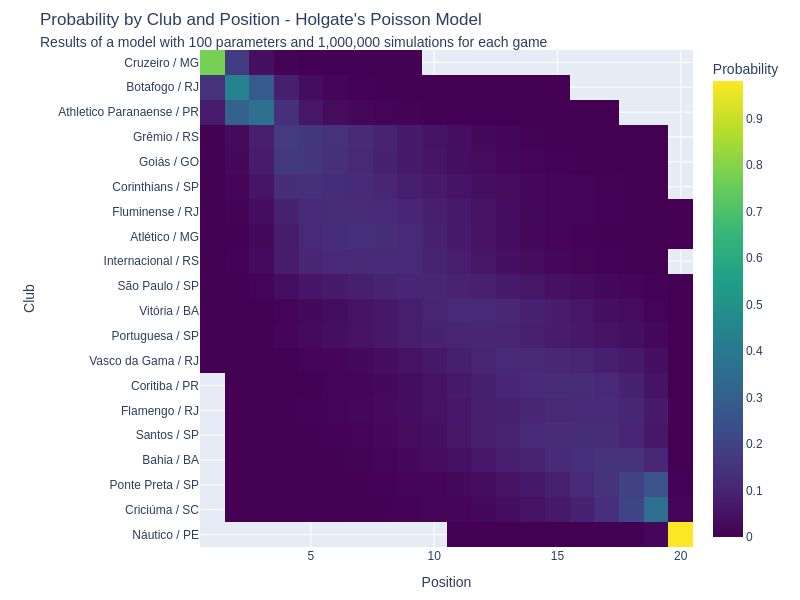 Probability by Club and Position - Holgate's Poisson Model
Results of a model with 100 parameters and 1,000,000 simulations for each game
Probability
Club
Cruzeiro / MG
Botafogo / RJ
Athletico Paranaense / PR
Grêmio / RS
Goiás / GO
Corinthians / SP
Fluminense / RJ
Atlético / MG
Internacional / RS
São Paulo / SP
Vitória / BA
Portuguesa / SP
Vasco da Gama / RJ
Coritiba / PR
Flamengo / RJ
Santos / SP
Bahia / BA
Ponte Preta / SP
Criciúma / SC
Náutico / PE
0.9
0.8
0.7
0.6
0.5
0.4
0.3
0.2
0.1
0
5
10
15
20
Position